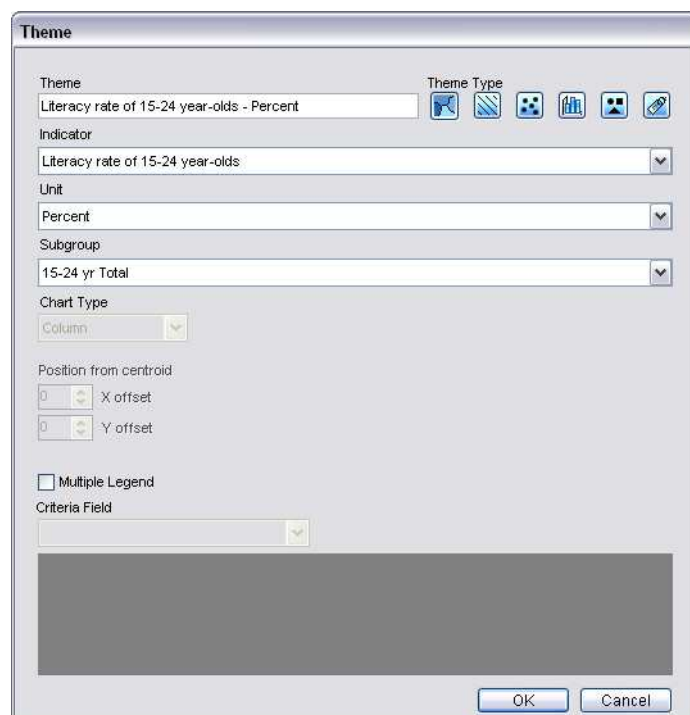 Theme
Theme
Theme Type
Literacy rate of 15-24 year-olds - Percent
Indicator
Literacy rate of 15-24 year-olds
Unit
Percent
Subgroup
15-24 yr Total
Chart Type
Column
Position from centroid
0 X offset
0 Y offset
Multiple Legend
Criteria Field
OK Cancel